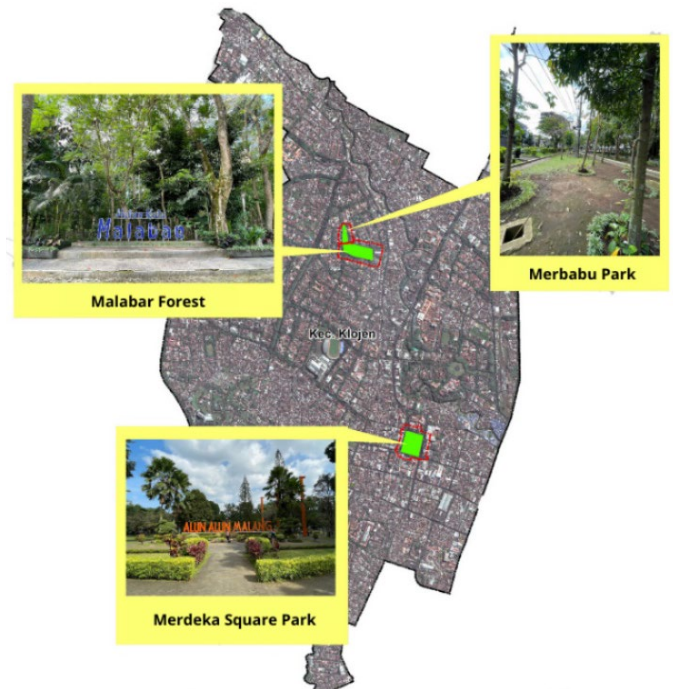 Malabar
Malabar Forest
Merbabu Park
Kec. Klojen
ALUN ALUN MALANG
Merdeka Square Park